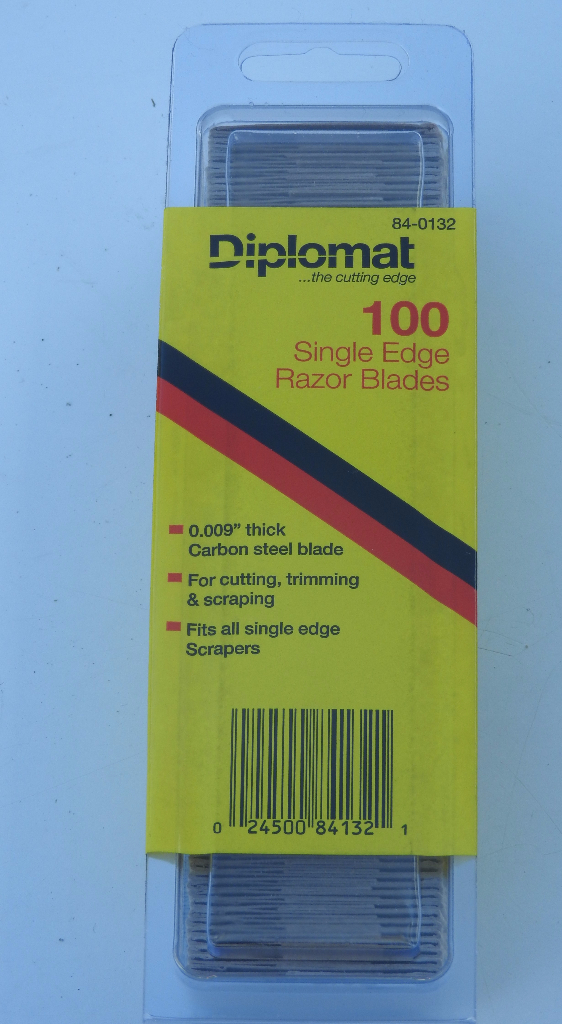 84-0132
Diplomat
...the cutting edge
100
Single Edge
Razor Blades
0.009” thick
Carbon steel blade
For cutting, trimming
& scraping
Fits all single edge
Scrapers
0 24500 84132 1